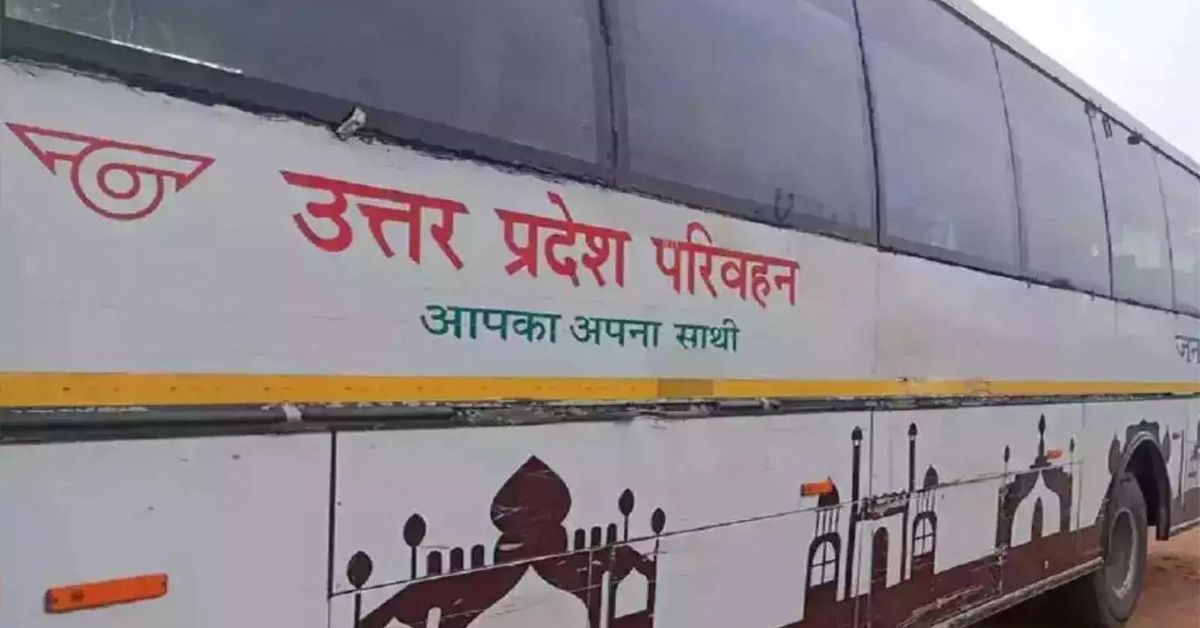 उत्तर प्रदेश परिवहन
आपका अपना साथी